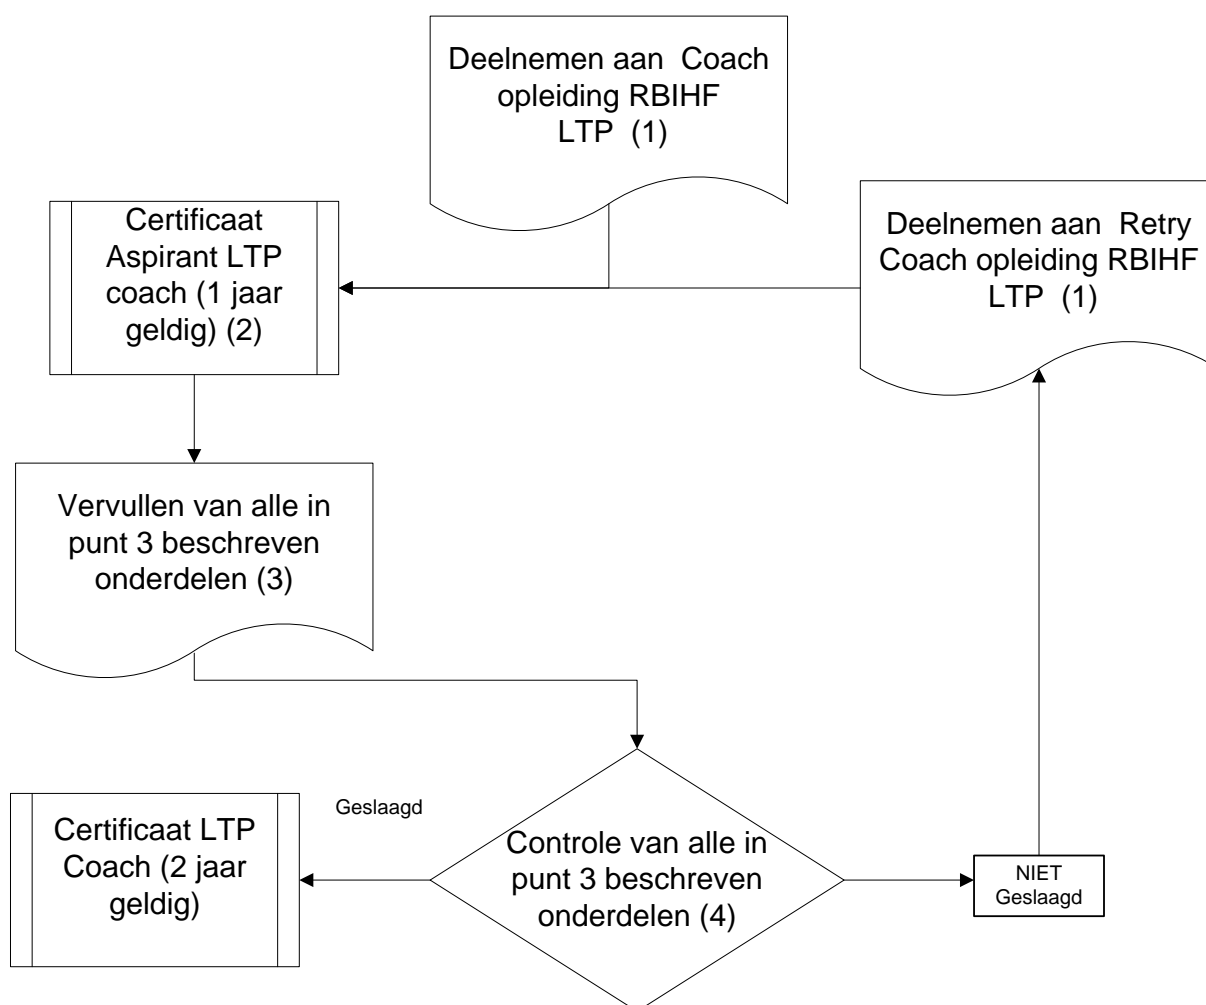 Deelnemen aan Coach
opleiding RBIHF
LTP (1)
Deelnemen aan Retry
Coach opleiding RBIHF
LTP (1)
Certificaat
Aspirant LTP
coach (1 jaar
geldig) (2)
Vervullen van alle in
punt 3 beschreven
onderdelen (3)
Geslaagd
Certificaat LTP
Coach (2 jaar
geldig)
Controle van alle in
punt 3 beschreven
onderdelen (4)
NIET
Geslaagd